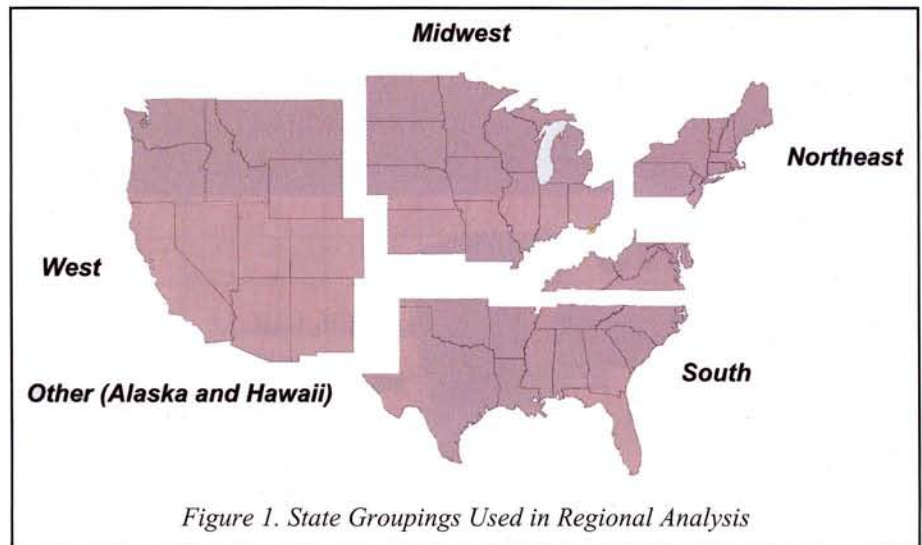 Midwest
Northeast
West
South
Other (Alaska and Hawaii)
Figure 1. State Groupings Used in Regional Analysis